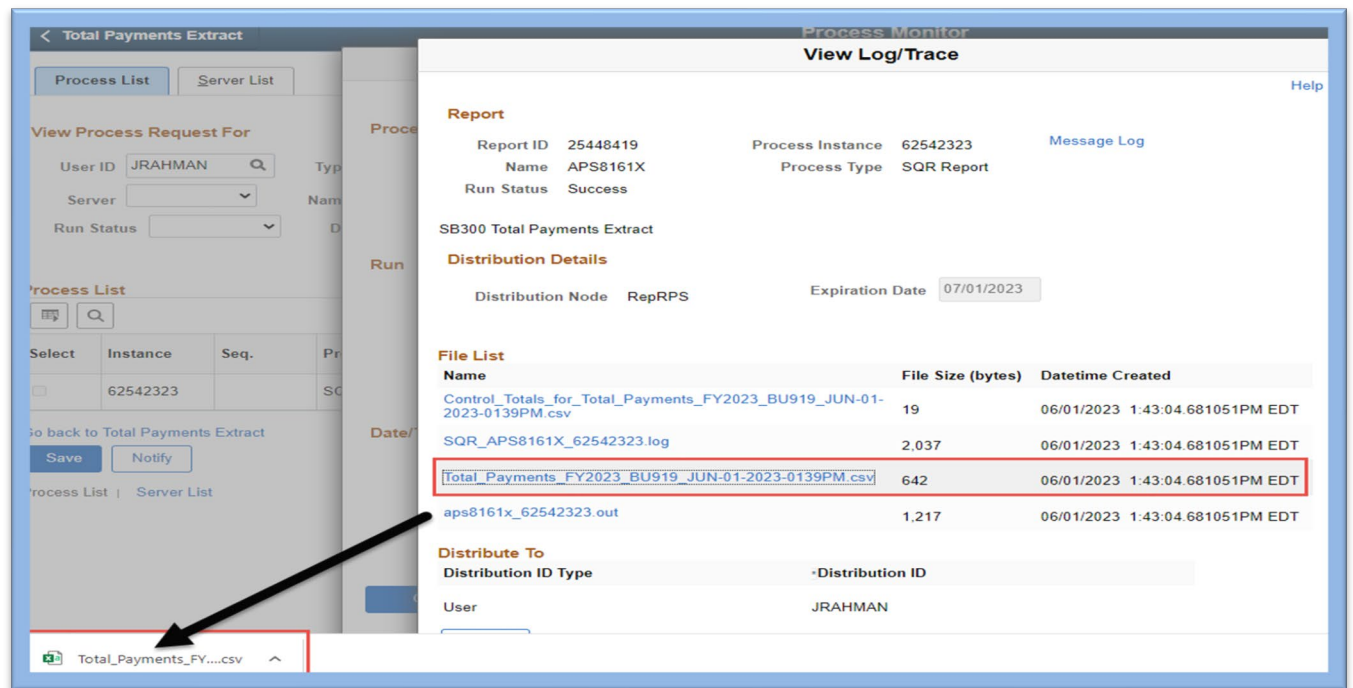 Total Payments Extract
Process Monitor
View Log/Trace
Process List Server List
Help
View Process Request For
User ID JRAHMAN
Server
Run Status
Process List
Select Instance Seq.
62542323
Go back to Total Payments Extract
Save Notify
Process List | Server List
Run
Report
Report ID 25448419 Process Instance 62542323 Message Log
Name APS8161X Process Type SQR Report
Run Status Success
SB300 Total Payments Extract
Distribution Details
Distribution Node RepRPS Expiration Date 07/01/2023
File List
Name File Size (bytes) Datetime Created
Control_Totals_for_Total_Payments_FY2023_BU919_JUN-01-
2023-0139PM.csv 19 06/01/2023 1:43:04.681051PM EDT
SQR_APS8161X_62542323.log 2,037 06/01/2023 1:43:04.681051PM EDT
Total_Payments_FY2023_BU919_JUN-01-2023-0139PM.csv 642 06/01/2023 1:43:04.681051PM EDT
aps8161x_62542323.out 1,217 06/01/2023 1:43:04.681051PM EDT
Distribute To
Distribution ID Type *Distribution ID
User JRAHMAN
Total_Payments_FY....csv